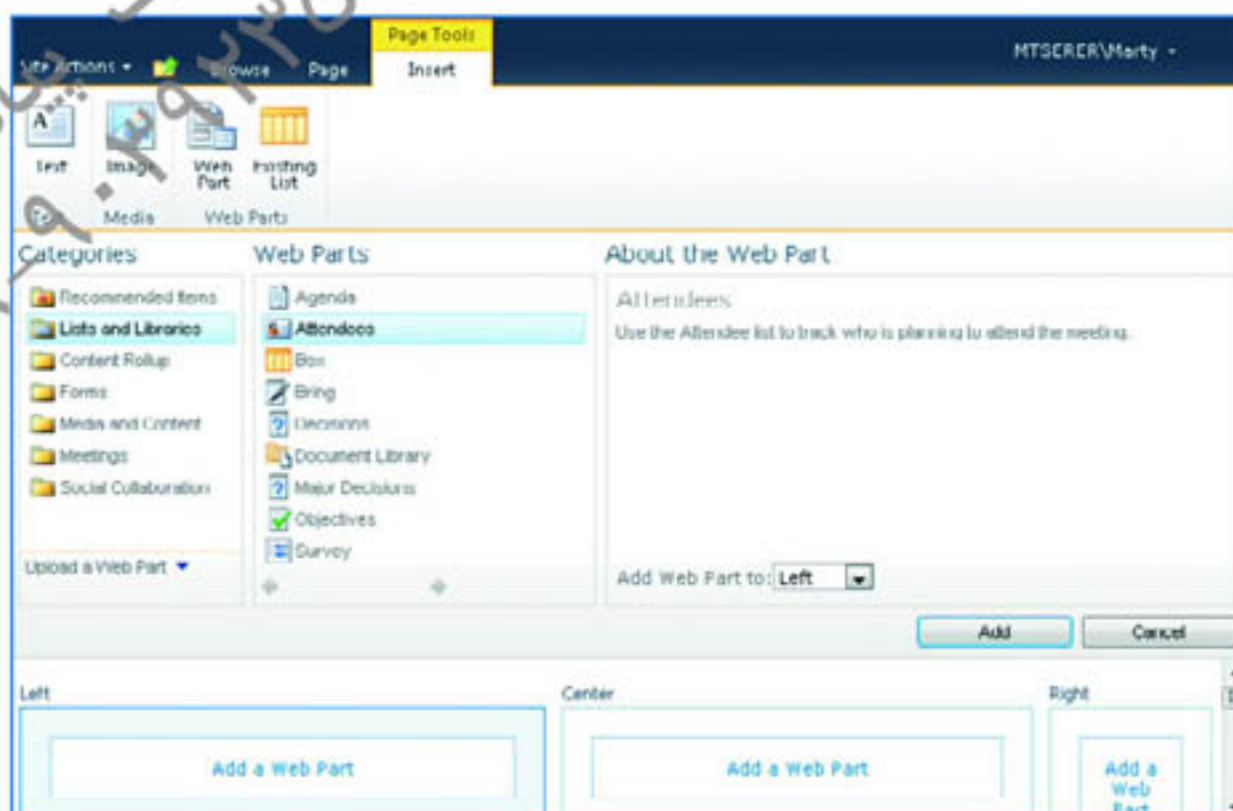 Page Tools
Site Actions Browse Page Insert MTSERER\Marty
Text Image Web Part Existing List
Text Media Web Parts
Categories
Recommended Items
Lists and Libraries
Content Rollup
Forms
Media and Content
Meetings
Social Collaboration
Upload a Web Part
Web Parts
Agenda
Attendees
Box
Bring
Decisions
Document Library
Major Decisions
Objectives
Survey
About the Web Part
Attendees
Use the Attendee list to track who is planning to attend the meeting.
Add Web Part to: Left
Add Cancel
Left Center Right
Add a Web Part
Add a Web Part
Add a
Web
Part